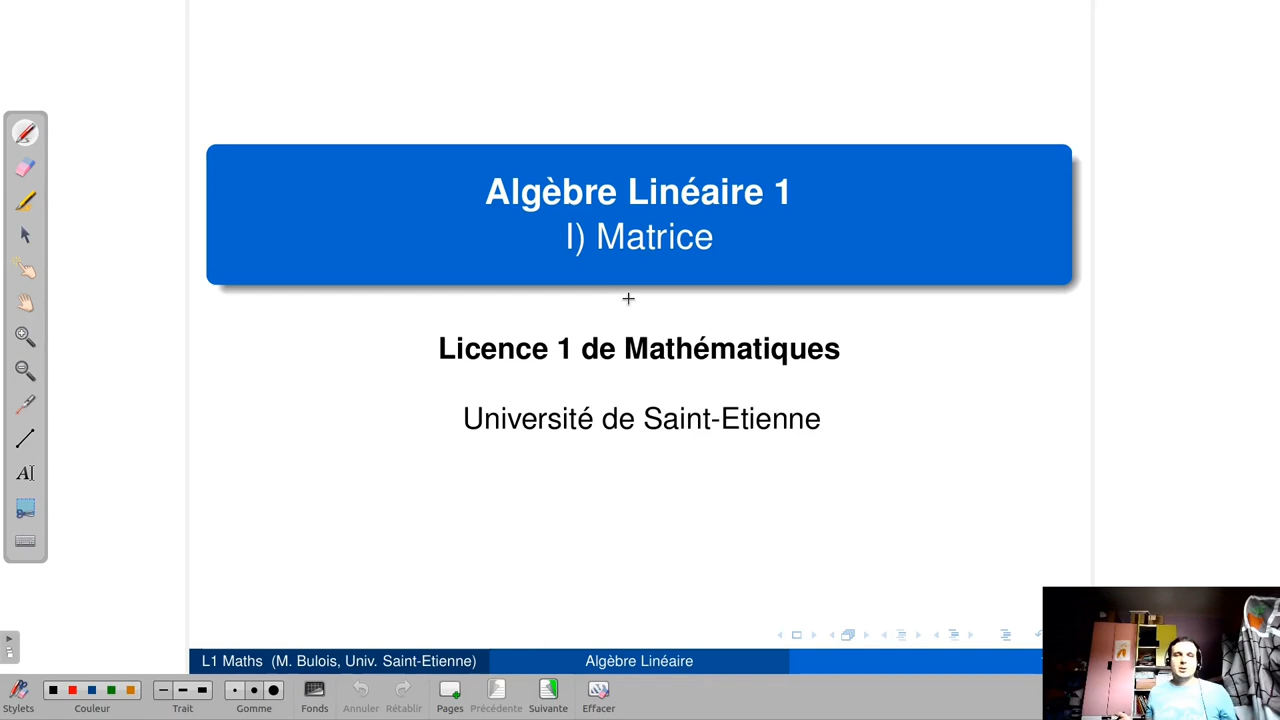 Algèbre Linéaire 1
I) Matrice
Licence 1 de Mathématiques
Université de Saint-Etienne
L1 Maths (M. Bulois, Univ. Saint-Etienne)
Algèbre Linéaire
Stylets
Couleur
Trait
Gomme
Fonds
Annuler
Rétablir
Pages
Précédente
Suivante
Effacer